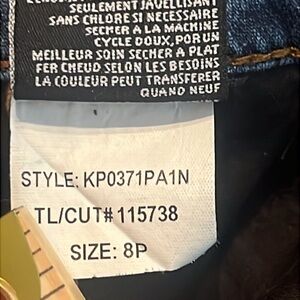 SEULEMENT JAVELLISANT
SANS CHLORE SI NECESSAIRE
SECHER A LA MACHINE
CYCLE DOUX, POR UN
MEILLEUR SOIN SECHER A PLAT
FER CHEUD SELON LES BESOINS
LA COULEUR PEUT TRANSFERER
QUAND NEUF
STYLE: KP0371PA1N
TL/CUT# 115738
SIZE: 8P